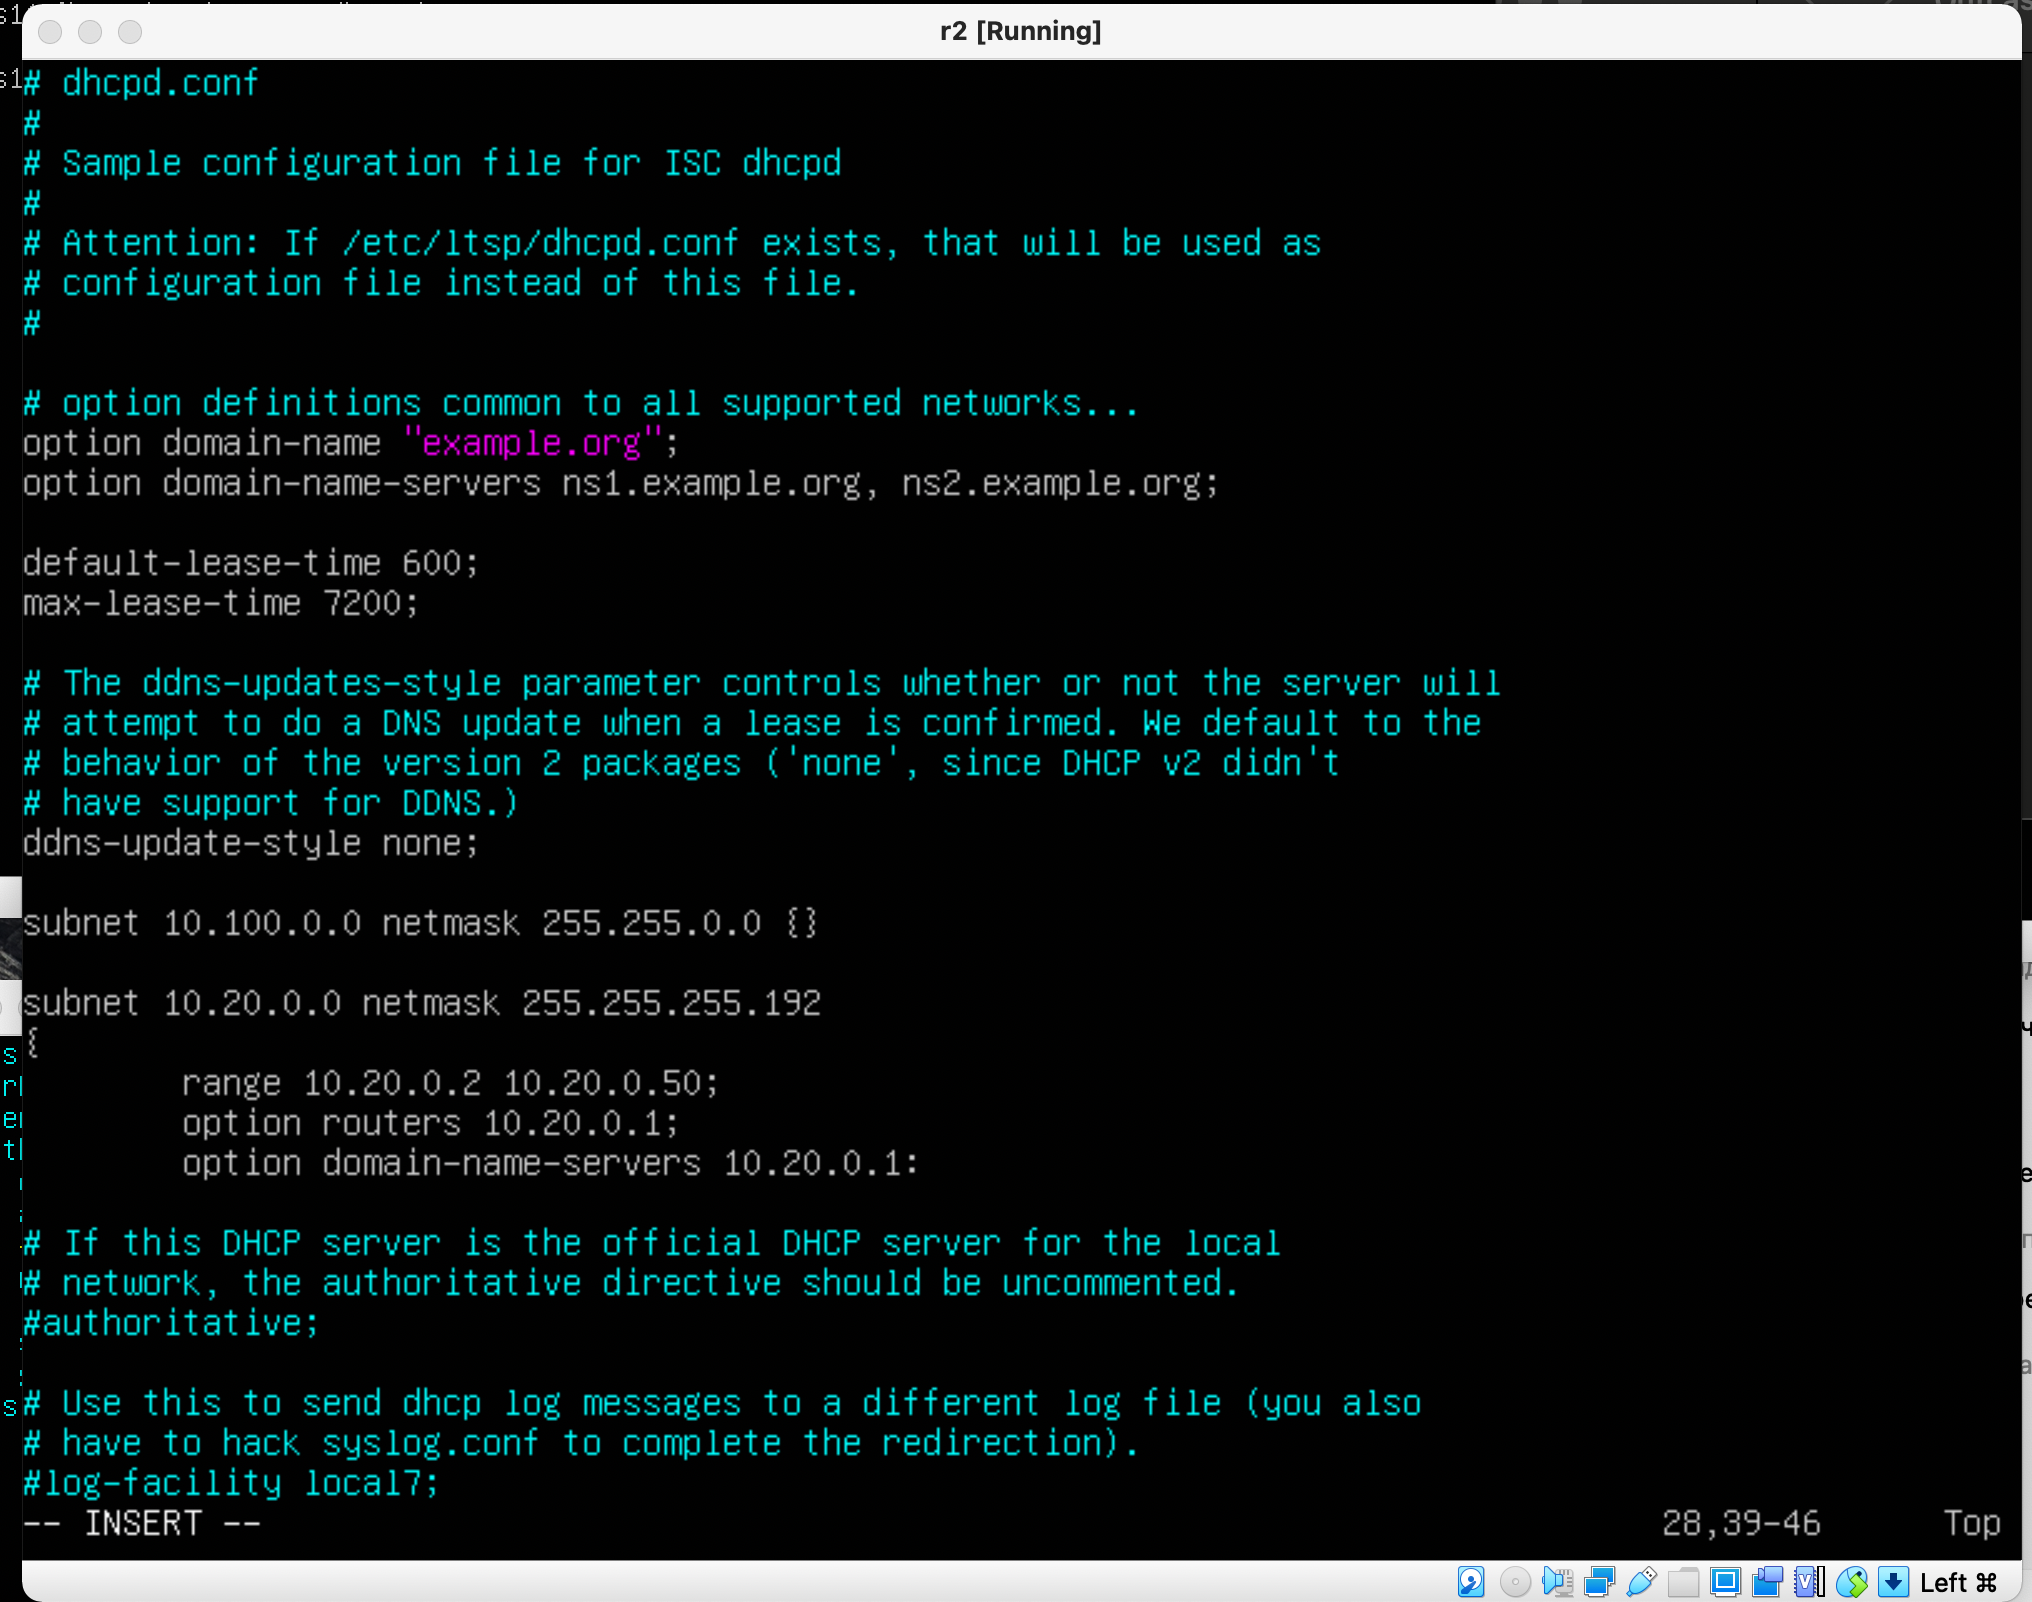 r2 [Running]
# dhcpd.conf
#
# Sample configuration file for ISC dhcpd
#
# Attention: If /etc/ltsp/dhcpd.conf exists, that will be used as
# configuration file instead of this file.
#
# option definitions common to all supported networks...
option domain-name "example.org";
option domain-name-servers ns1.example.org, ns2.example.org;
default-lease-time 600;
max-lease-time 7200;
# The ddns-updates-style parameter controls whether or not the server will
# attempt to do a DNS update when a lease is confirmed. We default to the
# behavior of the version 2 packages ('none', since DHCP v2 didn't
# have support for DDNS.)
ddns-update-style none;
subnet 10.100.0.0 netmask 255.255.0.0 {}
subnet 10.20.0.0 netmask 255.255.255.192
{
range 10.20.0.2 10.20.0.50;
option routers 10.20.0.1;
option domain-name-servers 10.20.0.1:
# If this DHCP server is the official DHCP server for the local
# network, the authoritative directive should be uncommented.
#authoritative;
# Use this to send dhcp log messages to a different log file (you also
# have to hack syslog.conf to complete the redirection).
#log-facility local7;
-- INSERT -- 28,39-46 Top
Left ⌘